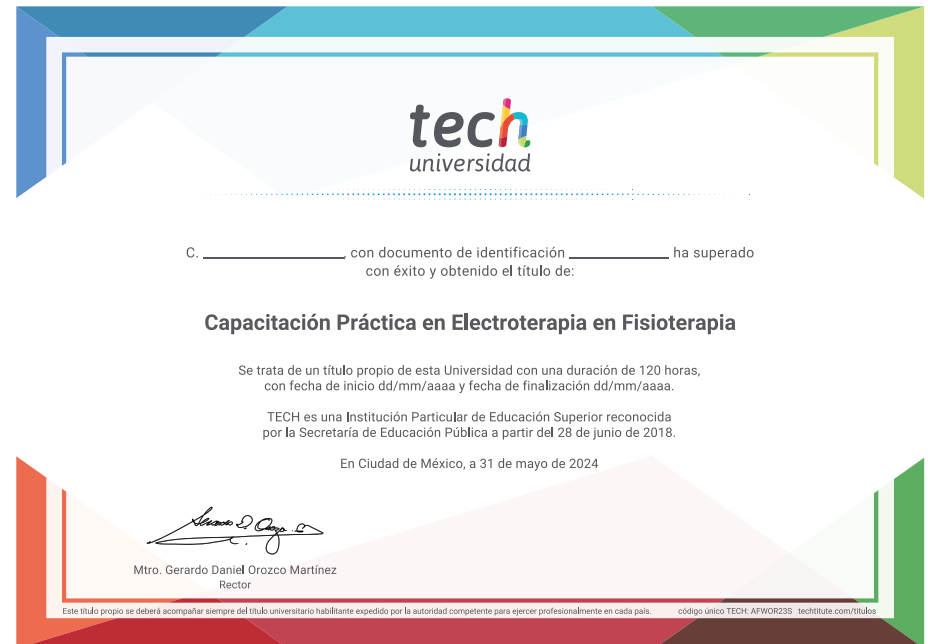 tech
universidad
C. ____________, con documento de identificación ____________ ha superado
con éxito y obtenido el título de:
Capacitación Práctica en Electroterapia en Fisioterapia
Se trata de un título propio de esta Universidad con una duración de 120 horas,
con fecha de inicio dd/mm/aaaa y fecha de finalización dd/mm/aaaa.
TECH es una Institución Particular de Educación Superior reconocida
por la Secretaría de Educación Pública a partir del 28 de junio de 2018.
En Ciudad de México, a 31 de mayo de 2024
Mtro. Gerardo Daniel Orozco Martínez
Rector
Este título propio se deberá acompañar siempre del título universitario habilitante expedido por la autoridad competente para ejercer profesionalmente en cada país. código único TECH: AFWOR23S techtitute.com/titulos